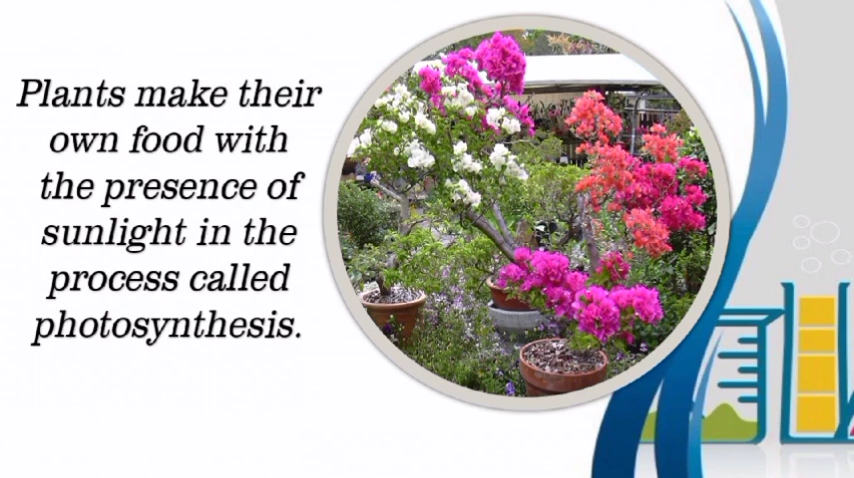 Plants make their
own food with
the presence of
sunlight in the
process called
photosynthesis.